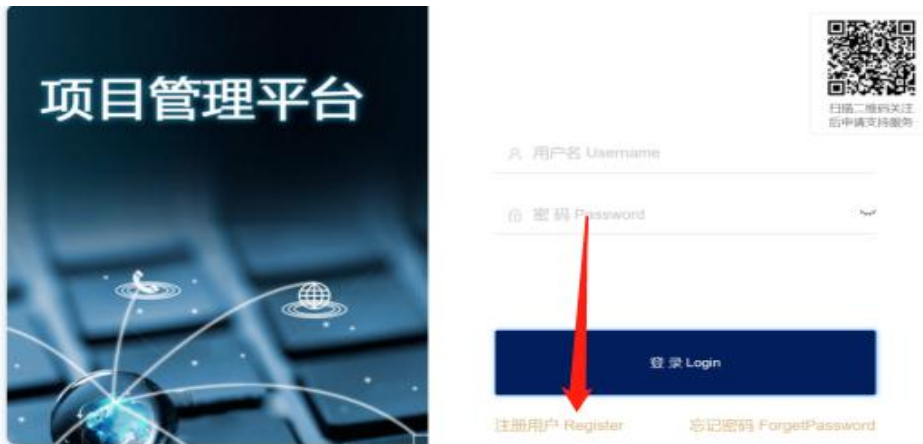 项目管理平台
扫描二维码关注
后申请支持服务
用户名 Username
密 码 Password
登 录 Login
注册用户 Register
忘记密码 ForgetPassword